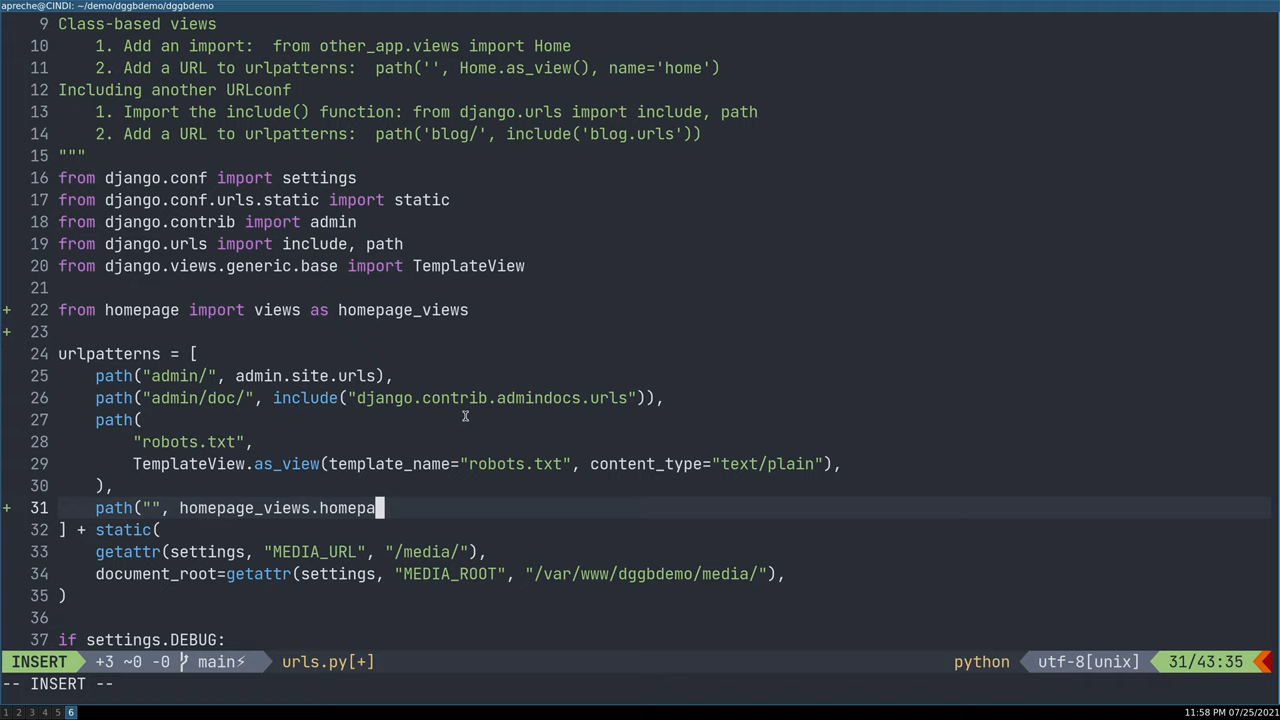 apreche@CINDI: ~/demo/dggbdemo/dggbdemo
9 Class-based views
10     1. Add an import:  from other_app.views import Home
11     2. Add a URL to urlpatterns:  path('', Home.as_view(), name='home')
12 Including another URLconf
13     1. Import the include() function: from django.urls import include, path
14     2. Add a URL to urlpatterns:  path('blog/', include('blog.urls'))
15 """
16 from django.conf import settings
17 from django.conf.urls.static import static
18 from django.contrib import admin
19 from django.urls import include, path
20 from django.views.generic.base import TemplateView
21
+ 22 from homepage import views as homepage_views
+ 23
24 urlpatterns = [
25     path("admin/", admin.site.urls),
26     path("admin/doc/", include("django.contrib.admindocs.urls")),
27     path(
28         "robots.txt",
29         TemplateView.as_view(template_name="robots.txt", content_type="text/plain"),
30     ),
+ 31     path("", homepage_views.homepa
32 ] + static(
33     getattr(settings, "MEDIA_URL", "/media/"),
34     document_root=getattr(settings, "MEDIA_ROOT", "/var/www/dggbdemo/media/"),
35 )
36
37 if settings.DEBUG:
INSERT +3 ~0 -0 main⚡ urls.py[+] python utf-8[unix] 31/43:35
-- INSERT --
1 2 3 4 5 6 11:58 PM 07/25/2021